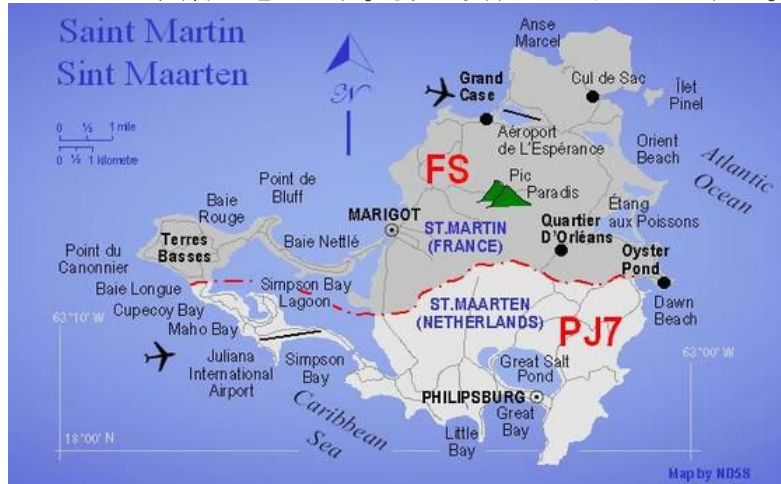 Saint Martin
Sint Maarten
N
0 ½ 1 mile
0 ½ 1 kilometre
Anse
Marcel
Grand
Case
Cul de Sac
Îlet
Pinel
Aéroport
de L'Espérance
Orient
Beach
Atlantic
Ocean
FS
Pic
Paradis
Point de
Bluff
Baie
Rouge
MARIGOT
ST.MARTIN
(FRANCE)
Étang
aux Poissons
Quartier
D'Orléans
Terres
Basses
Baie Nettlé
Oyster
Pond
Point du
Canonnier
Baie Longue
Simpson Bay
Lagoon
ST.MAARTEN
(NETHERLANDS)
Dawn
Beach
Cupecoy Bay
63°10' W
Maho Bay
PJ7
63°00' W
Juliana
International
Airport
Simpson
Bay
Great Salt
Pond
PHILIPSBURG
Great
Bay
Caribbean
Sea
Little
Bay
18°00' N
Map by ND5S